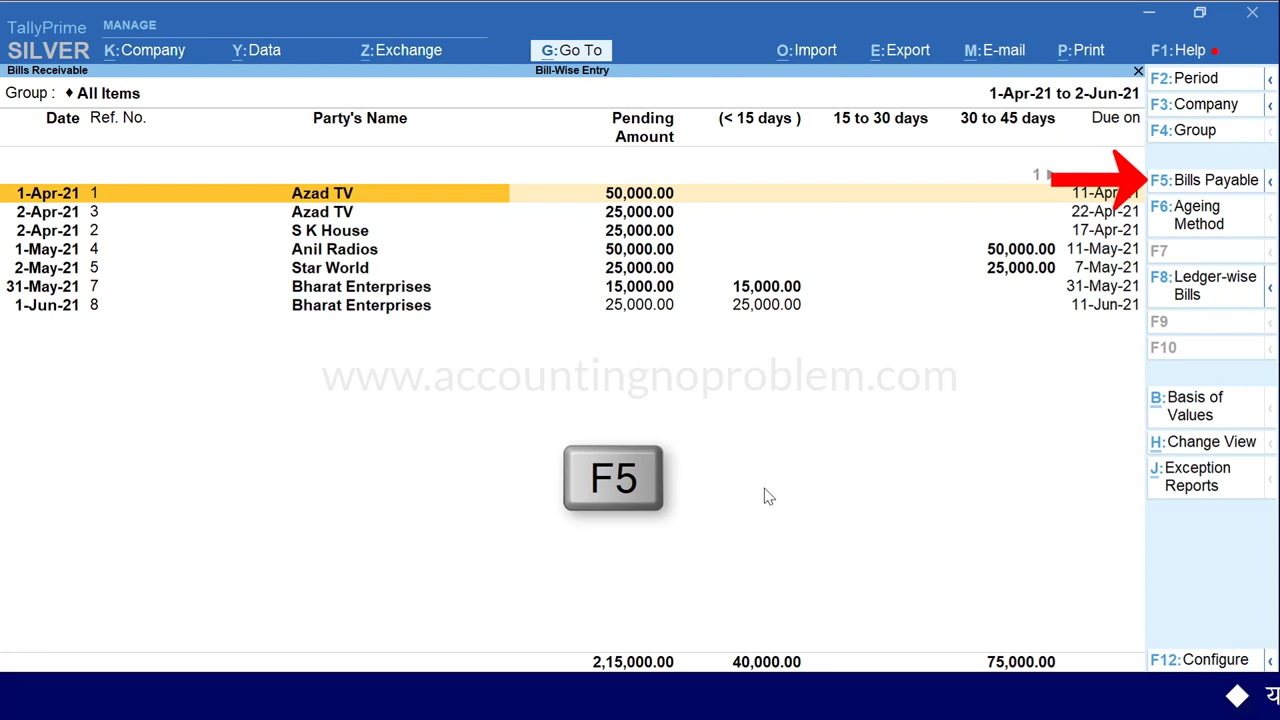 TallyPrime MANAGE
SILVER K:Company Y:Data Z:Exchange G:Go To O:Import E:Export M:E-mail P:Print F1:Help
Bills Receivable Bill-Wise Entry
Group : ♦ All Items 1-Apr-21 to 2-Jun-21
Date Ref. No. Party's Name Pending Amount (< 15 days ) 15 to 30 days 30 to 45 days Due on
1
1-Apr-21 1 Azad TV 50,000.00
2-Apr-21 3 Azad TV 25,000.00 22-Apr-21
2-Apr-21 2 S K House 25,000.00 17-Apr-21
1-May-21 4 Anil Radios 50,000.00 50,000.00 11-May-21
2-May-21 5 Star World 25,000.00 25,000.00 7-May-21
31-May-21 7 Bharat Enterprises 15,000.00 15,000.00 31-May-21
1-Jun-21 8 Bharat Enterprises 25,000.00 25,000.00 11-Jun-21
www.accountingnoproblem.com
F5
2,15,000.00 40,000.00 75,000.00
F2:Period
F3:Company
F4:Group
F5:Bills Payable
F6:Ageing
Method
F7
F8:Ledger-wise
Bills
F9
F10
B:Basis of
Values
H:Change View
J:Exception
Reports
F12:Configure